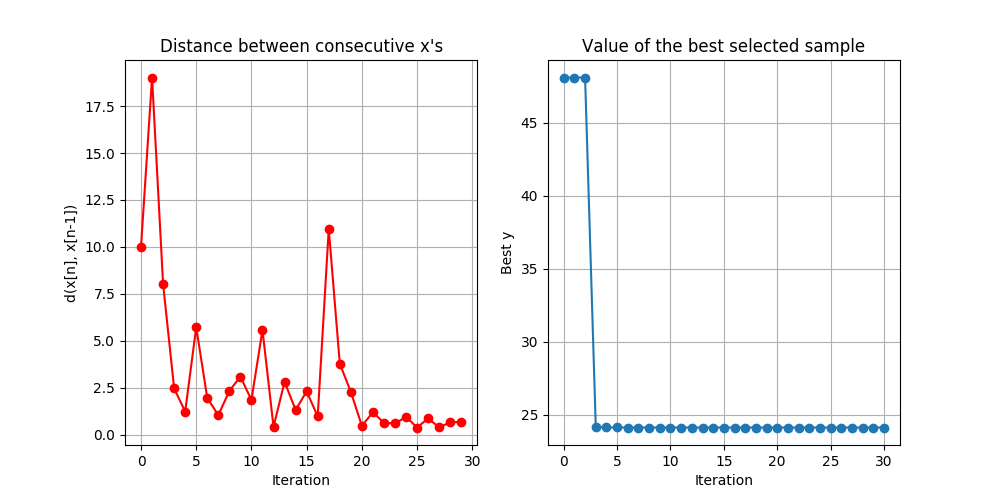 Distance between consecutive x's
17.5
15.0
12.5
10.0
7.5
5.0
2.5
0.0
d(x[n], x[n-1])
0 5 10 15 20 25 30
Iteration
Value of the best selected sample
45
40
35
30
25
Best y
0 5 10 15 20 25 30
Iteration